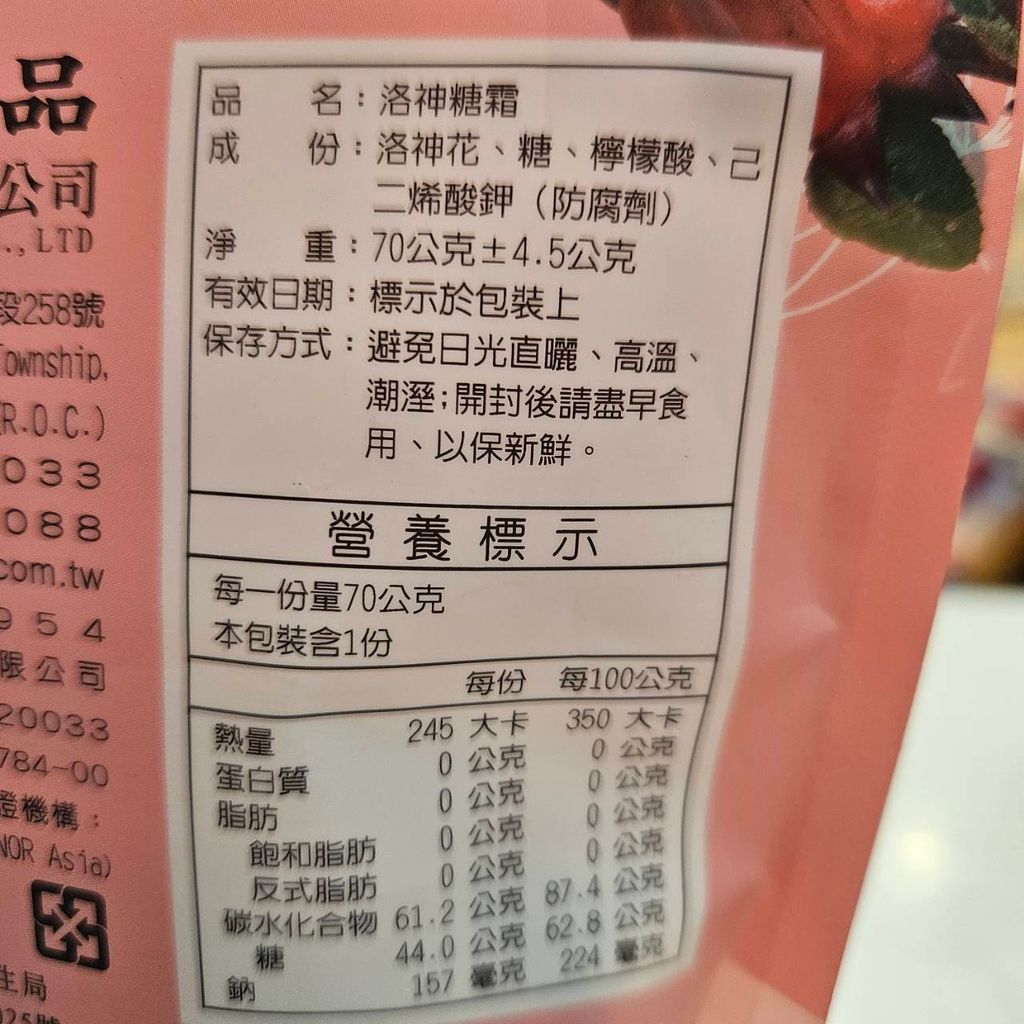 品
公司
., LTD
段258號
Township,
(R.O.C.)
033
088
com.tw
954
限公司
20033
784-00
證機構：
NOR Asia)
生局
品　　名：洛神糖霜
成　　份：洛神花、糖、檸檬酸、己
二烯酸鉀（防腐劑）
淨　　重：70公克±4.5公克
有效日期：標示於包裝上
保存方式：避免日光直曬、高溫、
潮溼;開封後請盡早食
用、以保新鮮。
營養標示
每一份量70公克
本包裝含1份
每份　每100公克
熱量 245 大卡 350 大卡
蛋白質 0 公克 0 公克
脂肪 0 公克 0 公克
飽和脂肪 0 公克 0 公克
反式脂肪 0 公克 0 公克
碳水化合物 61.2 公克 87.4 公克
糖 44.0 公克 62.8 公克
鈉 157 毫克 224 毫克